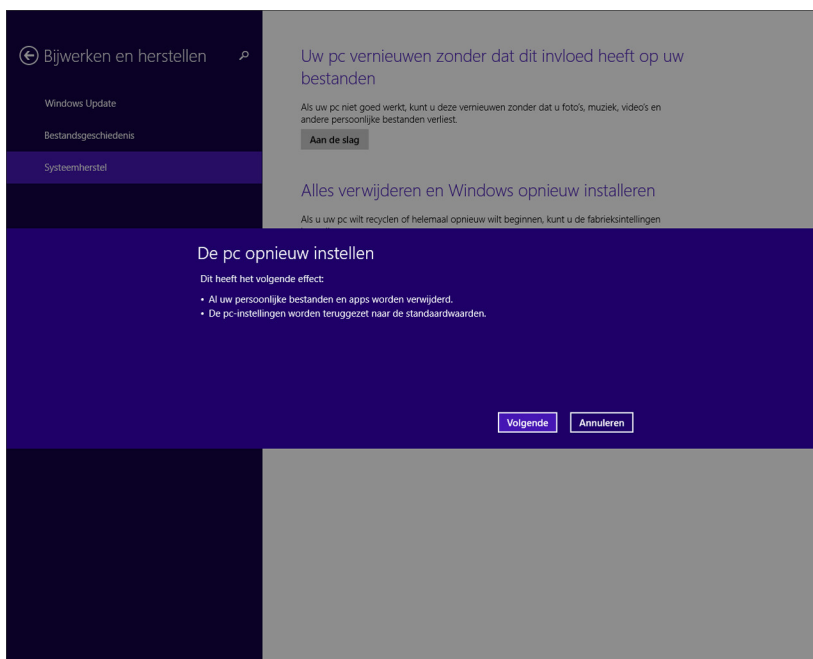 Bijwerken en herstellen
Windows Update
Bestandsgeschiedenis
Systeemherstel
Uw pc vernieuwen zonder dat dit invloed heeft op uw
bestanden
Als uw pc niet goed werkt, kunt u deze vernieuwen zonder dat u foto's, muziek, video's en
andere persoonlijke bestanden verliest.
Aan de slag
Alles verwijderen en Windows opnieuw installeren
Als u uw pc wilt recyclen of helemaal opnieuw wilt beginnen, kunt u de fabrieksintellingen
De pc opnieuw instellen
Dit heeft het volgende effect:
• Al uw persoonlijke bestanden en apps worden verwijderd.
• De pc-instellingen worden teruggezet naar de standaardwaarden.
Volgende
Annuleren